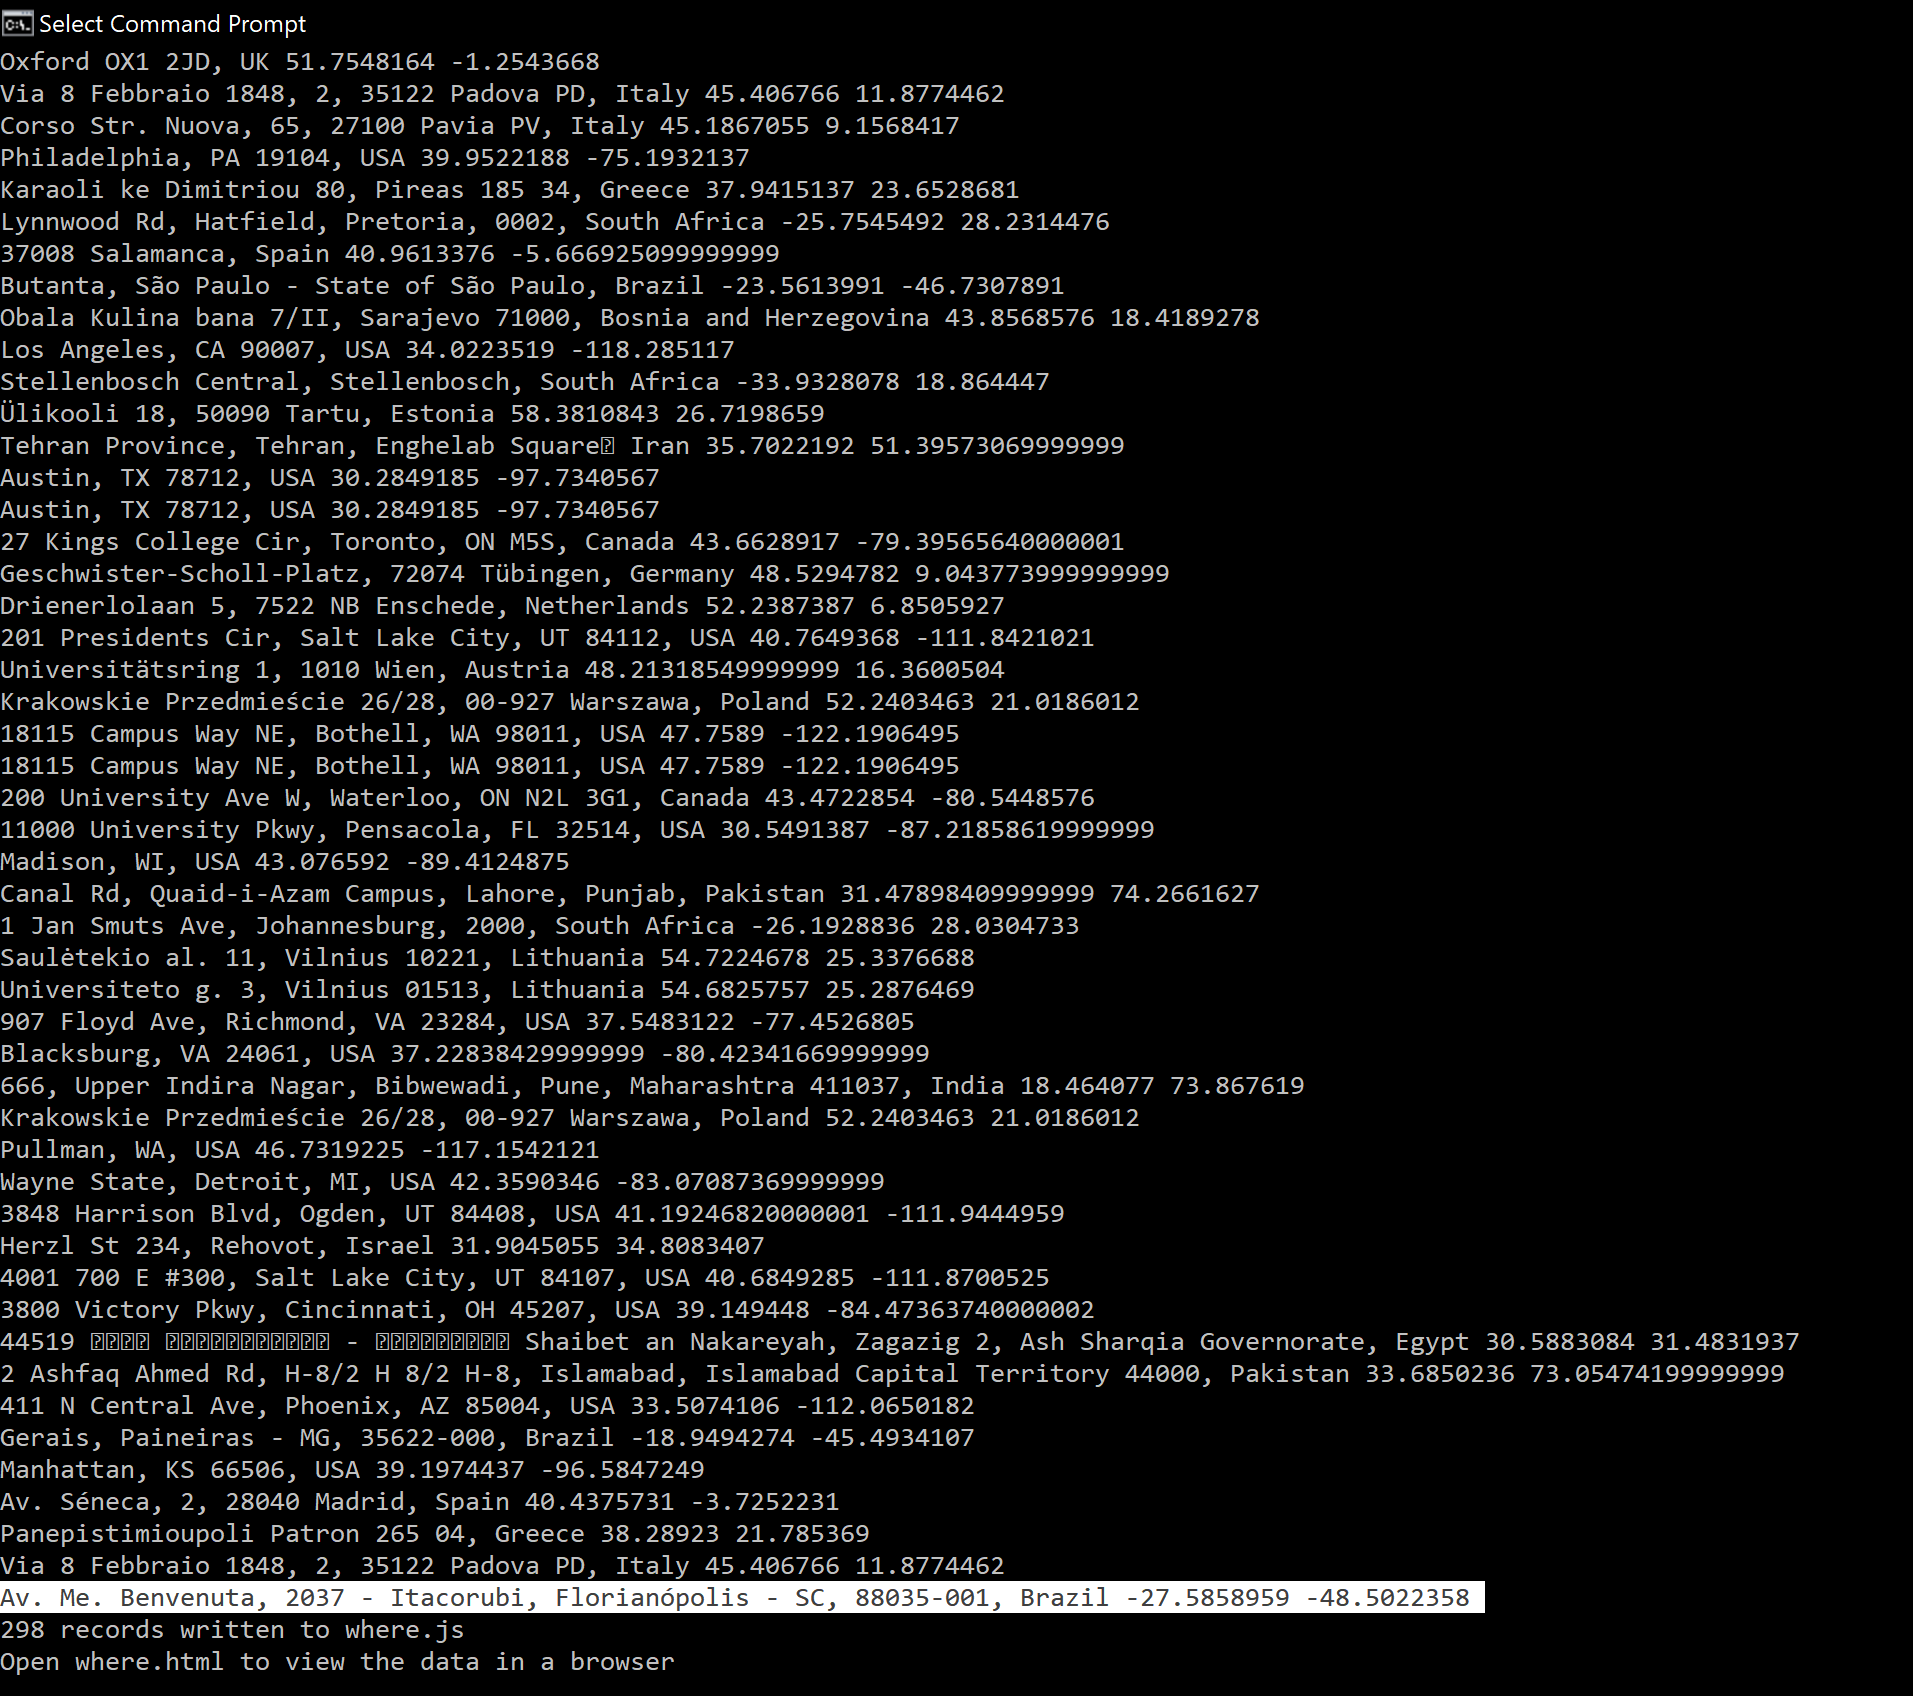 Select Command Prompt
Oxford OX1 2JD, UK 51.7548164 -1.2543668
Via 8 Febbraio 1848, 2, 35122 Padova PD, Italy 45.406766 11.8774462
Corso Str. Nuova, 65, 27100 Pavia PV, Italy 45.1867055 9.1568417
Philadelphia, PA 19104, USA 39.9522188 -75.1932137
Karaoli ke Dimitriou 80, Pireas 185 34, Greece 37.9415137 23.6528681
Lynnwood Rd, Hatfield, Pretoria, 0002, South Africa -25.7545492 28.2314476
37008 Salamanca, Spain 40.9613376 -5.666925099999999
Butanta, São Paulo - State of São Paulo, Brazil -23.5613991 -46.7307891
Obala Kulina bana 7/II, Sarajevo 71000, Bosnia and Herzegovina 43.8568576 18.4189278
Los Angeles, CA 90007, USA 34.0223519 -118.285117
Stellenbosch Central, Stellenbosch, South Africa -33.9328078 18.864447
Ülikooli 18, 50090 Tartu, Estonia 58.3810843 26.7198659
Tehran Province, Tehran, Enghelab Square Iran 35.7022192 51.39573069999999
Austin, TX 78712, USA 30.2849185 -97.7340567
Austin, TX 78712, USA 30.2849185 -97.7340567
27 Kings College Cir, Toronto, ON M5S, Canada 43.6628917 -79.39565640000001
Geschwister-Scholl-Platz, 72074 Tübingen, Germany 48.5294782 9.043773999999999
Drienerlolaan 5, 7522 NB Enschede, Netherlands 52.2387387 6.8505927
201 Presidents Cir, Salt Lake City, UT 84112, USA 40.7649368 -111.8421021
Universitätsring 1, 1010 Wien, Austria 48.21318549999999 16.3600504
Krakowskie Przedmieście 26/28, 00-927 Warszawa, Poland 52.2403463 21.0186012
18115 Campus Way NE, Bothell, WA 98011, USA 47.7589 -122.1906495
18115 Campus Way NE, Bothell, WA 98011, USA 47.7589 -122.1906495
200 University Ave W, Waterloo, ON N2L 3G1, Canada 43.4722854 -80.5448576
11000 University Pkwy, Pensacola, FL 32514, USA 30.5491387 -87.21858619999999
Madison, WI, USA 43.076592 -89.4124875
Canal Rd, Quaid-i-Azam Campus, Lahore, Punjab, Pakistan 31.47898409999999 74.2661627
1 Jan Smuts Ave, Johannesburg, 2000, South Africa -26.1928836 28.0304733
Saulėtekio al. 11, Vilnius 10221, Lithuania 54.7224678 25.3376688
Universiteto g. 3, Vilnius 01513, Lithuania 54.6825757 25.2876469
907 Floyd Ave, Richmond, VA 23284, USA 37.5483122 -77.4526805
Blacksburg, VA 24061, USA 37.22838429999999 -80.42341669999999
666, Upper Indira Nagar, Bibwewadi, Pune, Maharashtra 411037, India 18.464077 73.867619
Krakowskie Przedmieście 26/28, 00-927 Warszawa, Poland 52.2403463 21.0186012
Pullman, WA, USA 46.7319225 -117.1542121
Wayne State, Detroit, MI, USA 42.3590346 -83.07087369999999
3848 Harrison Blvd, Ogden, UT 84408, USA 41.19246820000001 -111.9444959
Herzl St 234, Rehovot, Israel 31.9045055 34.8083407
4001 700 E #300, Salt Lake City, UT 84107, USA 40.6849285 -111.8700525
3800 Victory Pkwy, Cincinnati, OH 45207, USA 39.149448 -84.47363740000002
44519 - Shaibet an Nakareyah, Zagazig 2, Ash Sharqia Governorate, Egypt 30.5883084 31.4831937
2 Ashfaq Ahmed Rd, H-8/2 H 8/2 H-8, Islamabad, Islamabad Capital Territory 44000, Pakistan 33.6850236 73.05474199999999
411 N Central Ave, Phoenix, AZ 85004, USA 33.5074106 -112.0650182
Gerais, Paineiras - MG, 35622-000, Brazil -18.9494274 -45.4934107
Manhattan, KS 66506, USA 39.1974437 -96.5847249
Av. Séneca, 2, 28040 Madrid, Spain 40.4375731 -3.7252231
Panepistimioupoli Patron 265 04, Greece 38.28923 21.785369
Via 8 Febbraio 1848, 2, 35122 Padova PD, Italy 45.406766 11.8774462
Av. Me. Benvenuta, 2037 - Itacorubi, Florianópolis - SC, 88035-001, Brazil -27.5858959 -48.5022358
298 records written to where.js
Open where.html to view the data in a browser